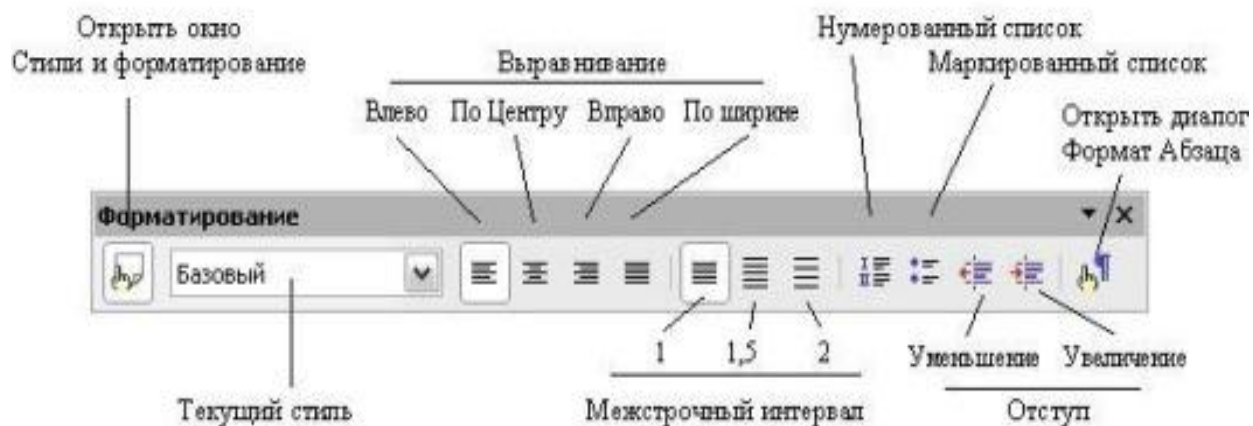 Открыть окно
Стили и форматирование
Выравнивание
Влево По Центру Вправо По ширине
Нумерованный список
Маркированный список
Открыть диалог
Формат Абзаца
Форматирование
Базовый
1 1,5 2
Уменьшение Увеличение
Текущий стиль
Межстрочный интервал
Отступ